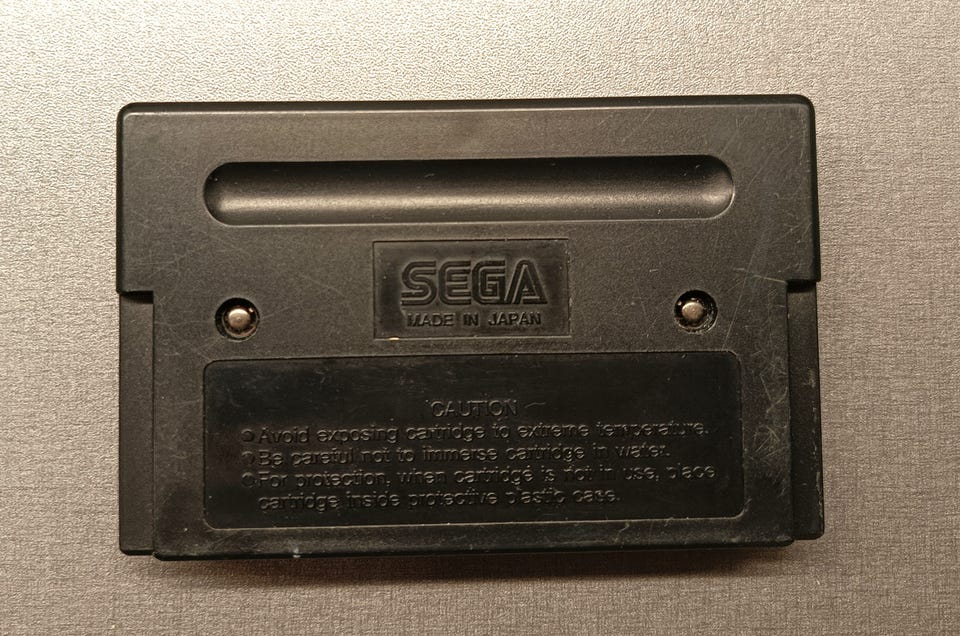 SEGA
MADE IN JAPAN
CAUTION
Avoid exposing cartridge to extreme temperature.
Be careful not to immerse cartridge in water.
For protection, when cartridge is not in use, place
cartridge inside protective plastic case.